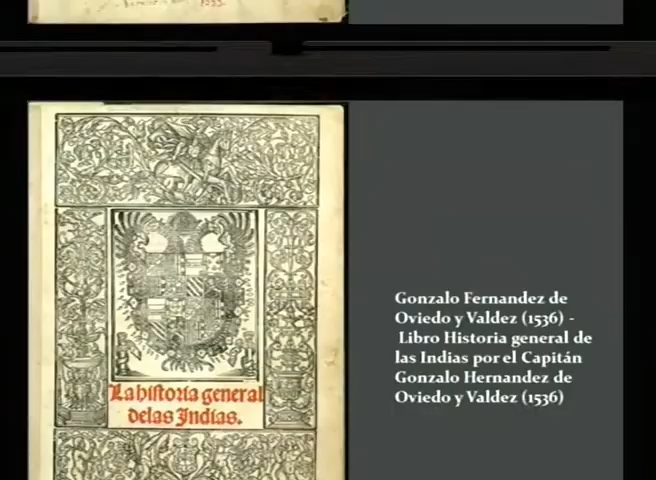 La historia general
delas Indias.
Gonzalo Fernandez de
Oviedo y Valdez (1536) -
Libro Historia general de
las Indias por el Capitán
Gonzalo Hernandez de
Oviedo y Valdez (1536)